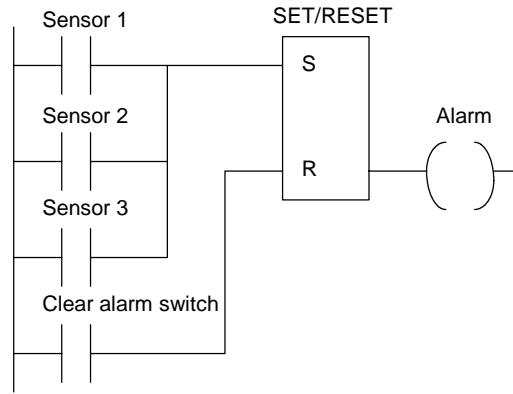 Sensor 1
SET/RESET
S
Sensor 2
Alarm
R
Sensor 3
Clear alarm switch